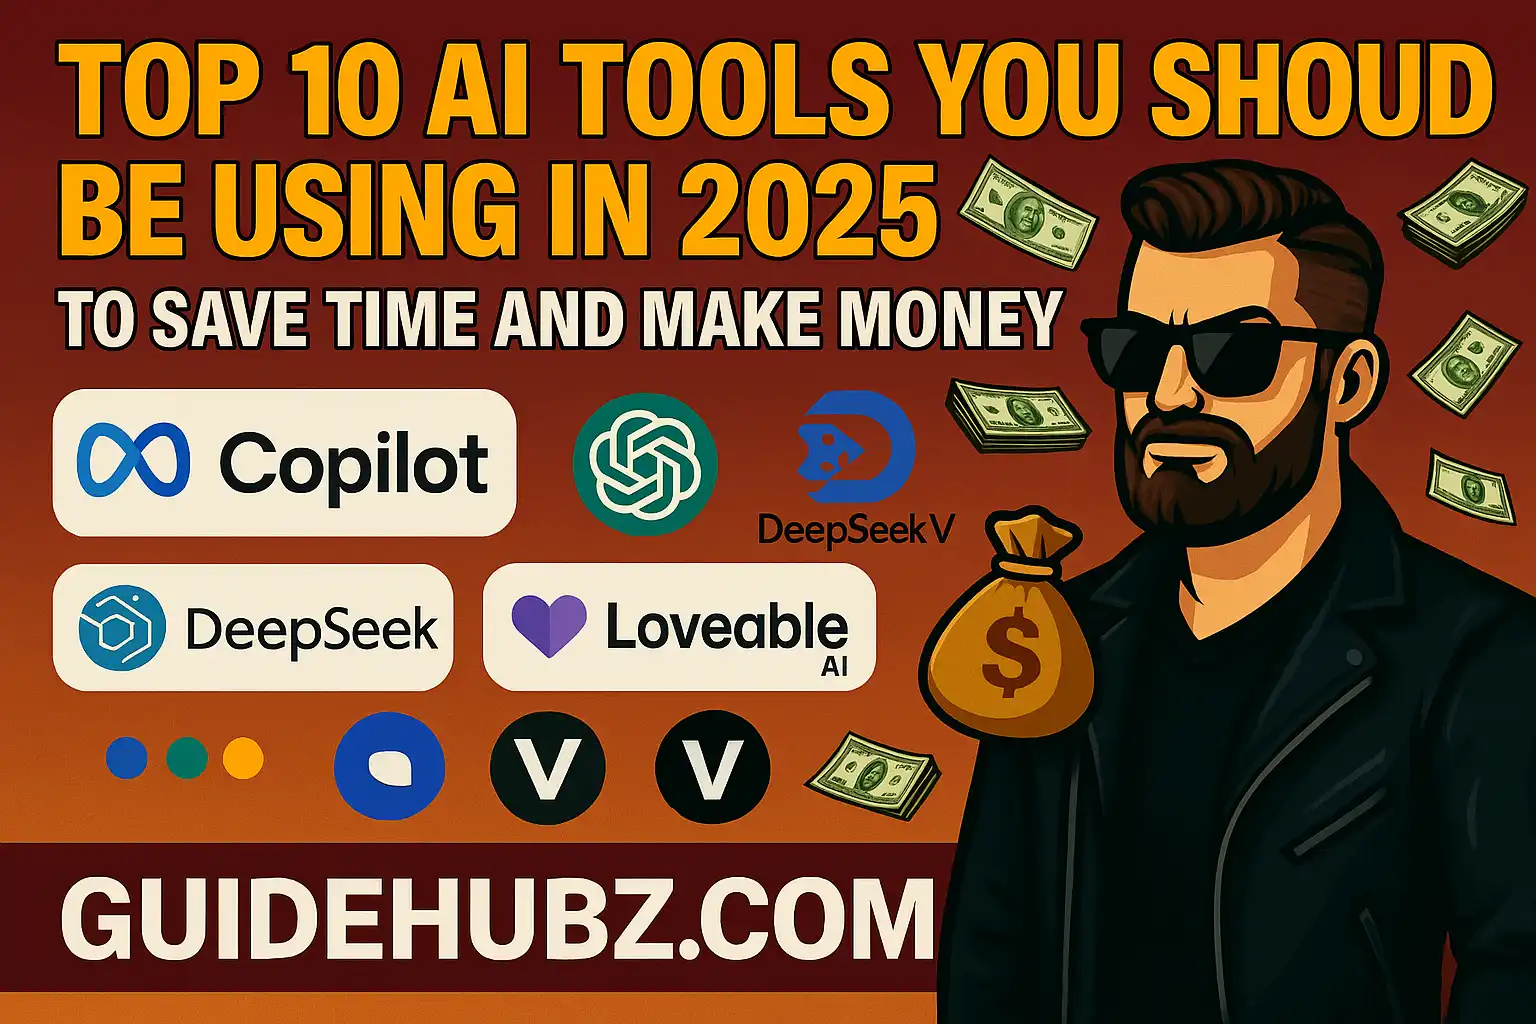 TOP 10 AI TOOLS YOU SHOUD
BE USING IN 2025
TO SAVE TIME AND MAKE MONEY
Copilot
DeepSeek V
DeepSeek
Loveable
AI
V
V
$
GUIDEHUBZ.COM